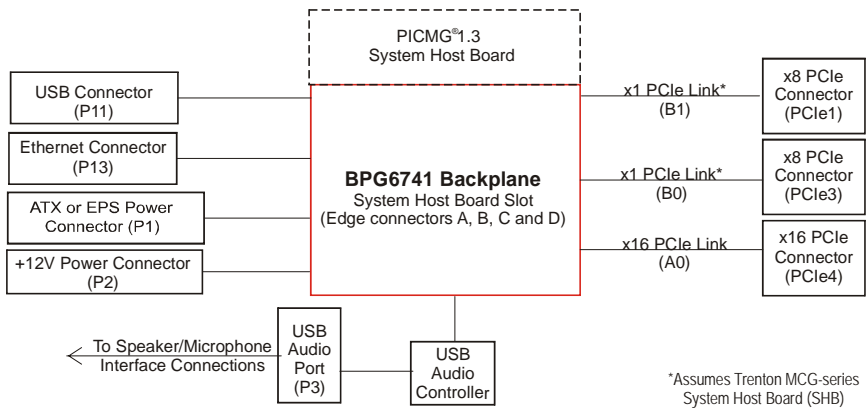 PICMG®1.3
System Host Board
USB Connector
(P11)
Ethernet Connector
(P13)
ATX or EPS Power
Connector (P1)
+12V Power Connector
(P2)
BPG6741 Backplane
System Host Board Slot
(Edge connectors A, B, C and D)
x1 PCIe Link*
(B1)
x8 PCIe
Connector
(PCIe1)
x1 PCIe Link*
(B0)
x8 PCIe
Connector
(PCIe3)
x16 PCIe Link
(A0)
x16 PCIe
Connector
(PCIe4)
To Speaker/Microphone
Interface Connections
USB
Audio
Port
(P3)
USB
Audio
Controller
*Assumes Trenton MCG-series
System Host Board (SHB)